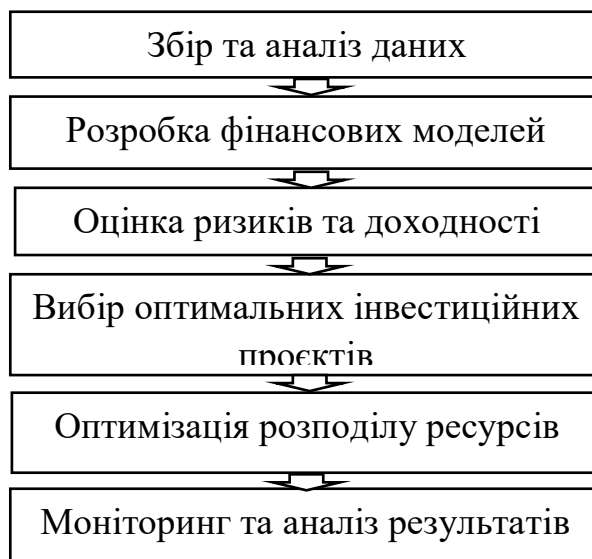 Збір та аналіз даних
Розробка фінансових моделей
Оцінка ризиків та доходності
Вибір оптимальних інвестиційних
проєктів
Оптимізація розподілу ресурсів
Моніторинг та аналіз результатів